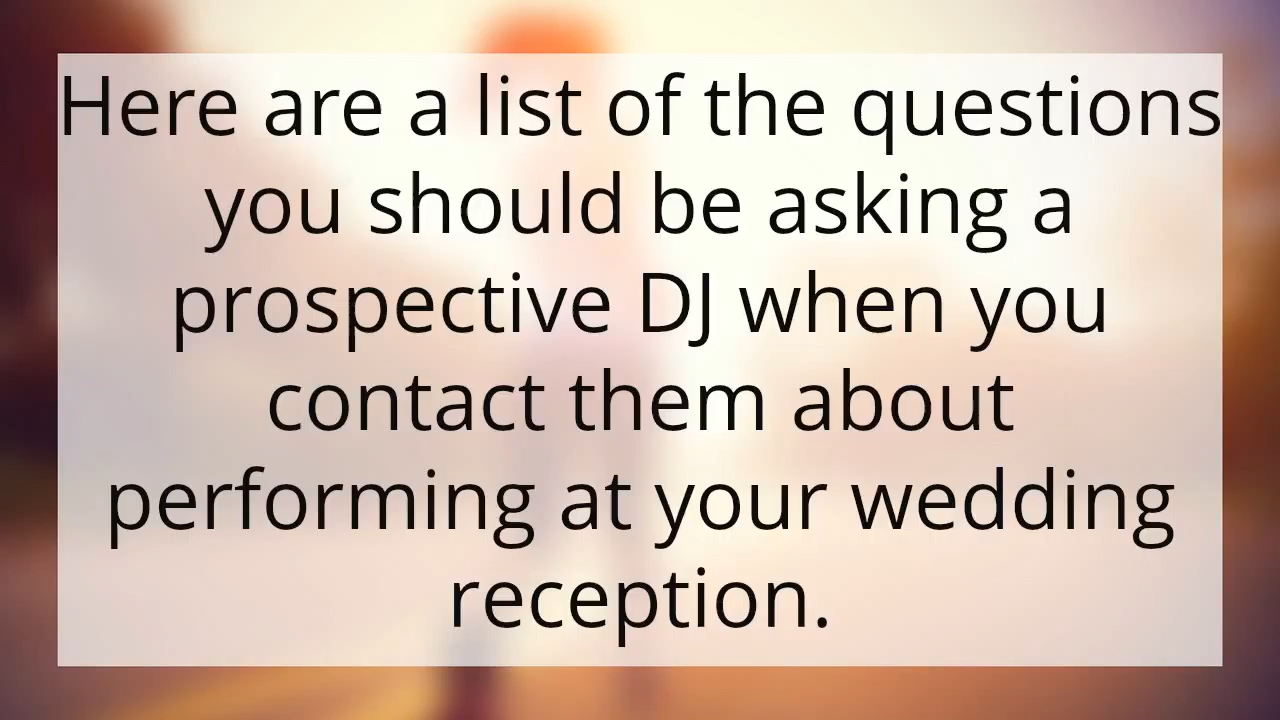 Here are a list of the questions
you should be asking a
prospective DJ when you
contact them about
performing at your wedding
reception.